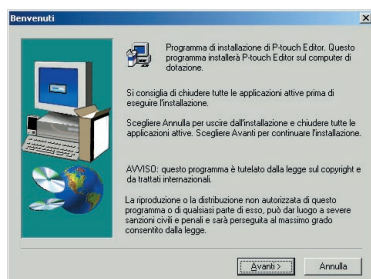 Benvenuti
Programma di installazione di P-touch Editor. Questo
programma installerà P-touch Editor sul computer di
dotazione.
Si consiglia di chiudere tutte le applicazioni attive prima di
eseguire l'installazione.
Scegliere Annulla per uscire dall'installazione e chiudere tutte le
applicazioni attive. Scegliere Avanti per continuare l'installazione.
AVVISO: questo programma è tutelato dalla legge sul copyright e
da trattati internazionali.
La riproduzione o la distribuzione non autorizzata di questo
programma o di qualsiasi parte di esso, può dar luogo a severe
sanzioni civili e penali e sarà perseguita al massimo grado
consentito dalla legge.
Avanti >
Annulla